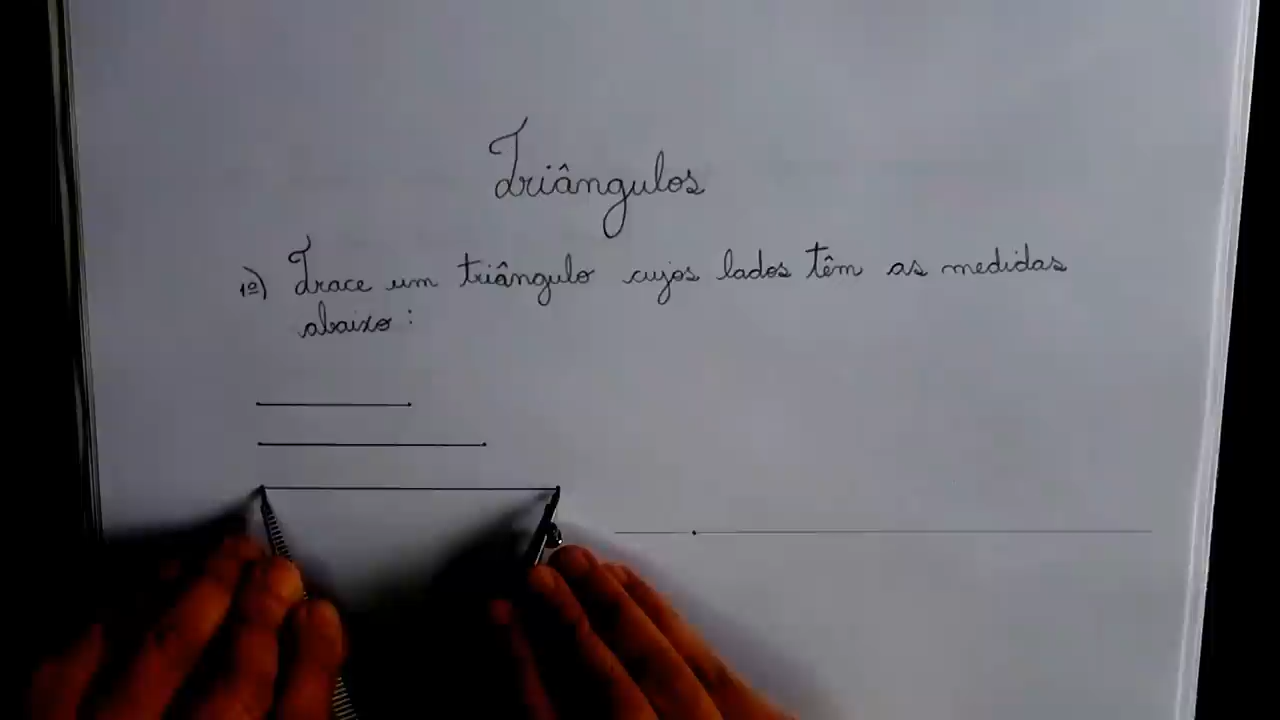 Triângulos
1º) Trace um triângulo cujos lados têm as medidas
abaixo: